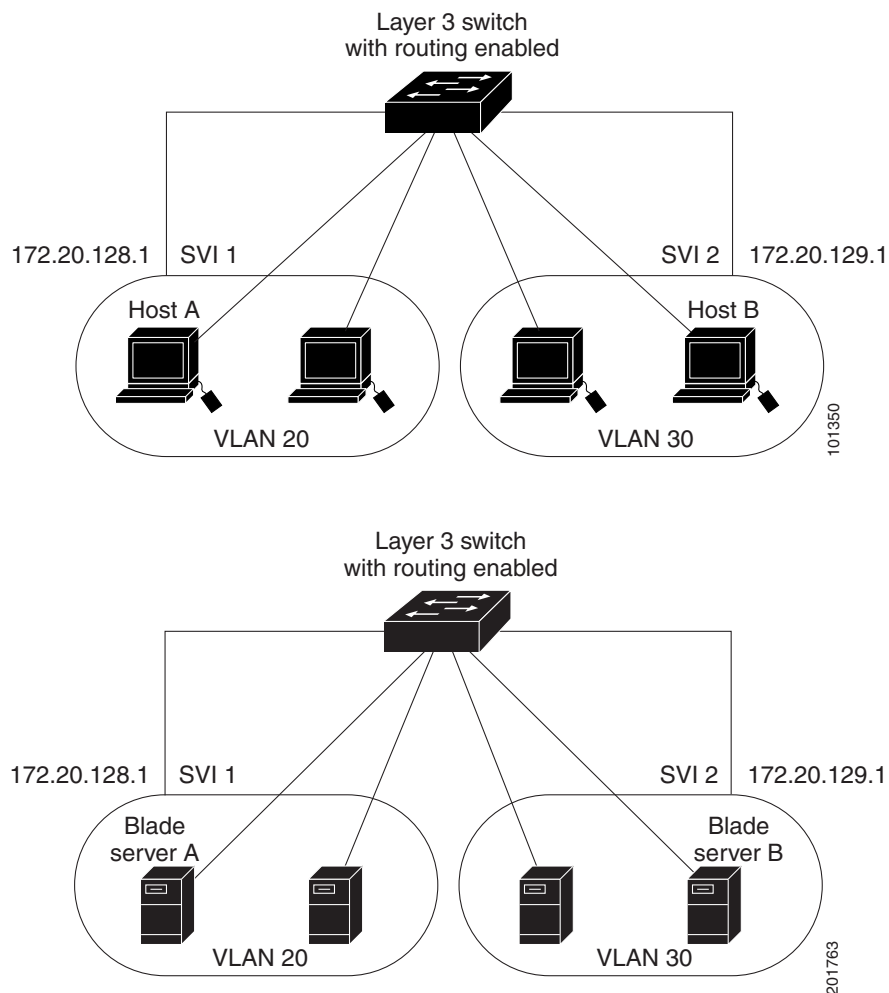 Layer 3 switch
with routing enabled
172.20.128.1 SVI 1
SVI 2 172.20.129.1
Host A
Host B
VLAN 20
VLAN 30
101350
Layer 3 switch
with routing enabled
172.20.128.1 SVI 1
SVI 2 172.20.129.1
Blade
server A
Blade
server B
VLAN 20
VLAN 30
201763